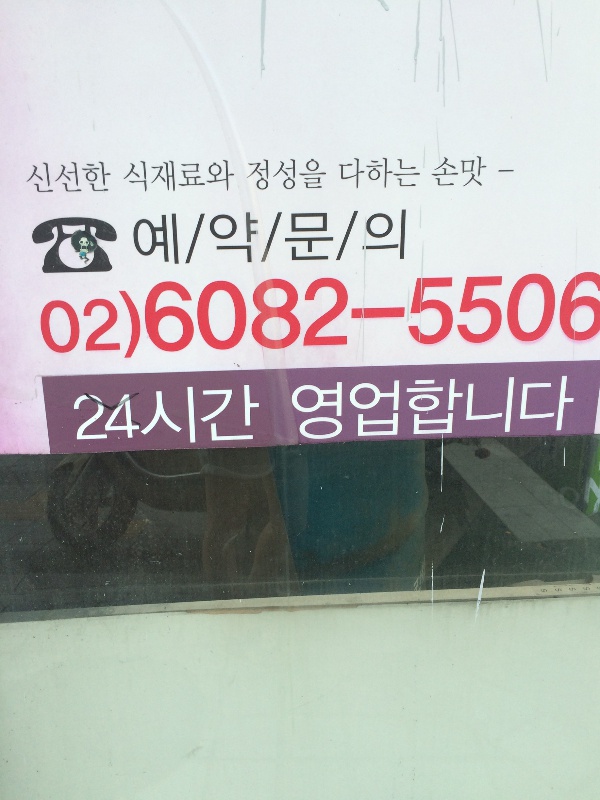 신선한 식재료와 정성을 다하는 손맛 –
예/약/문/의
02)6082-5506
24시간 영업합니다